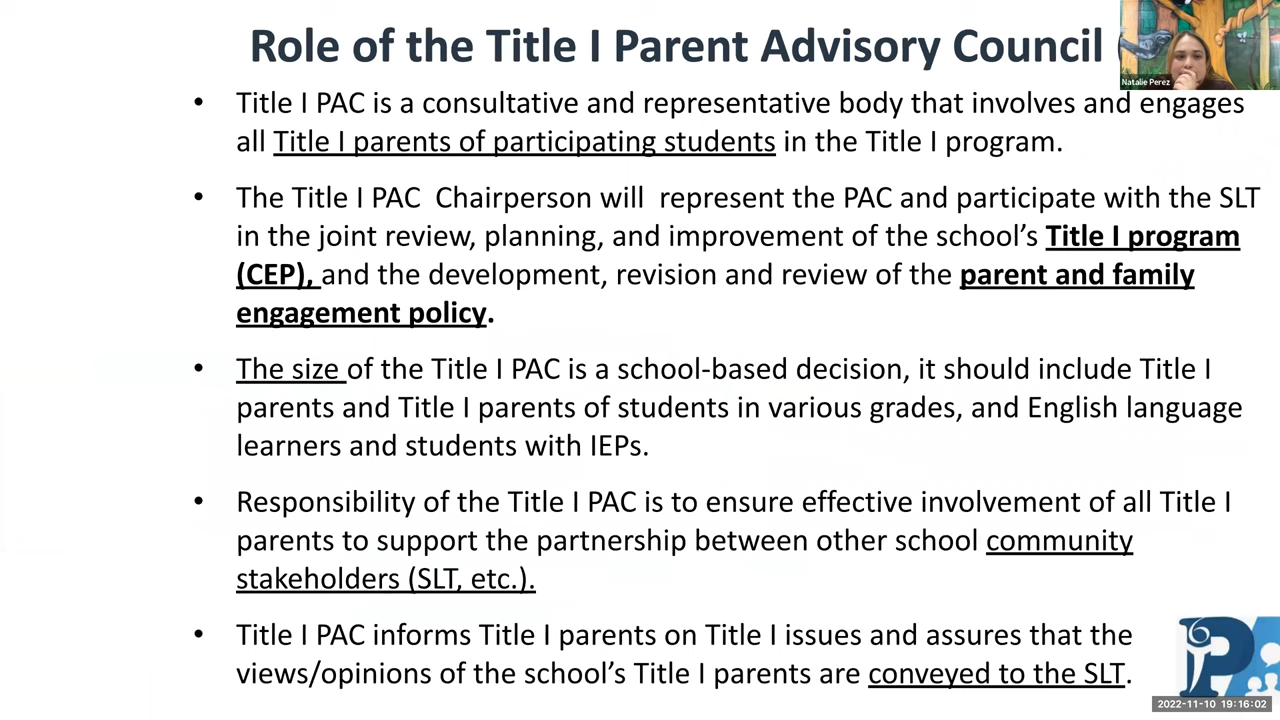 Role of the Title I Parent Advisory Council
Natalie Perez
• Title I PAC is a consultative and representative body that involves and engages
all Title I parents of participating students in the Title I program.
• The Title I PAC  Chairperson will  represent the PAC and participate with the SLT
in the joint review, planning, and improvement of the school’s Title I program
(CEP), and the development, revision and review of the parent and family
engagement policy.
• The size of the Title I PAC is a school-based decision, it should include Title I
parents and Title I parents of students in various grades, and English language
learners and students with IEPs.
• Responsibility of the Title I PAC is to ensure effective involvement of all Title I
parents to support the partnership between other school community
stakeholders (SLT, etc.).
• Title I PAC informs Title I parents on Title I issues and assures that the
views/opinions of the school’s Title I parents are conveyed to the SLT.
PA
2022-11-10 19:16:02